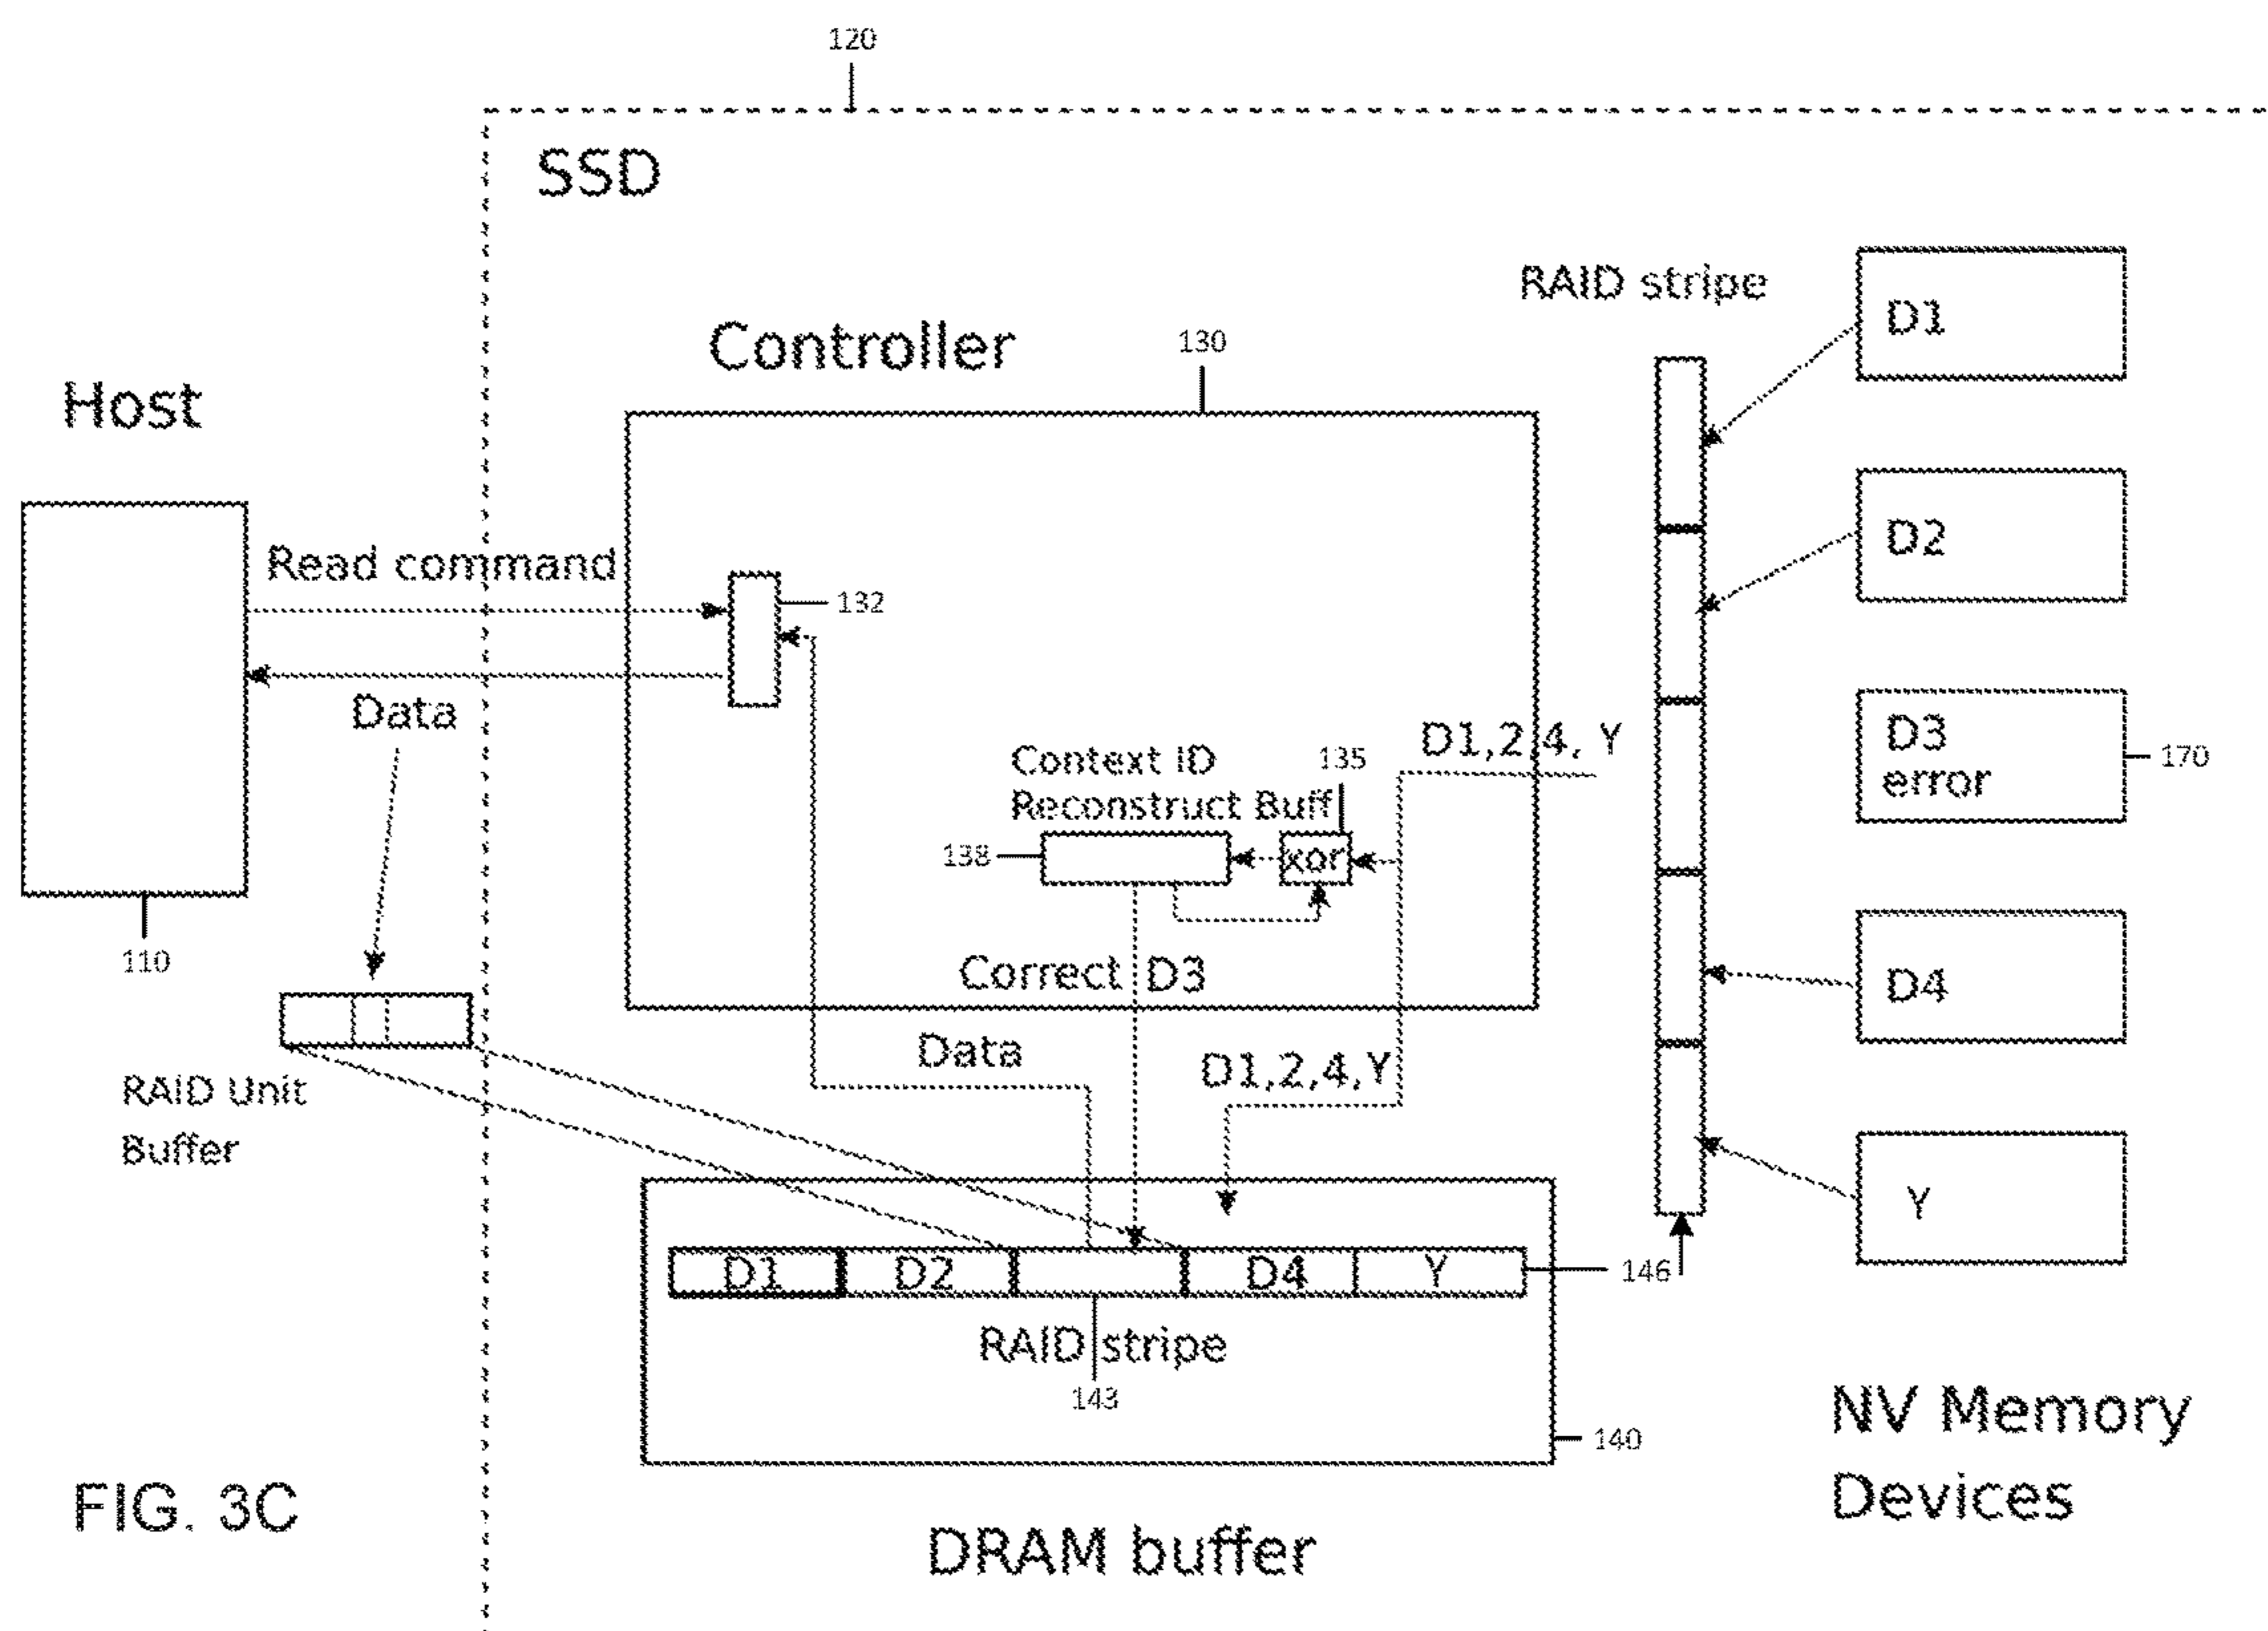 120
SSD
RAID stripe
D1
Controller
130
Host
D2
Read command
132
Data
D1,2,4, Y
D3
error
170
Context ID
135
Reconstruct Buff
138
xor
110
Correct D3
D4
Data
D1,2,4,Y
RAID Unit
Buffer
Y
D1 D2 D4 Y
146
RAID stripe
143
140
NV Memory
Devices
FIG. 3C
DRAM buffer